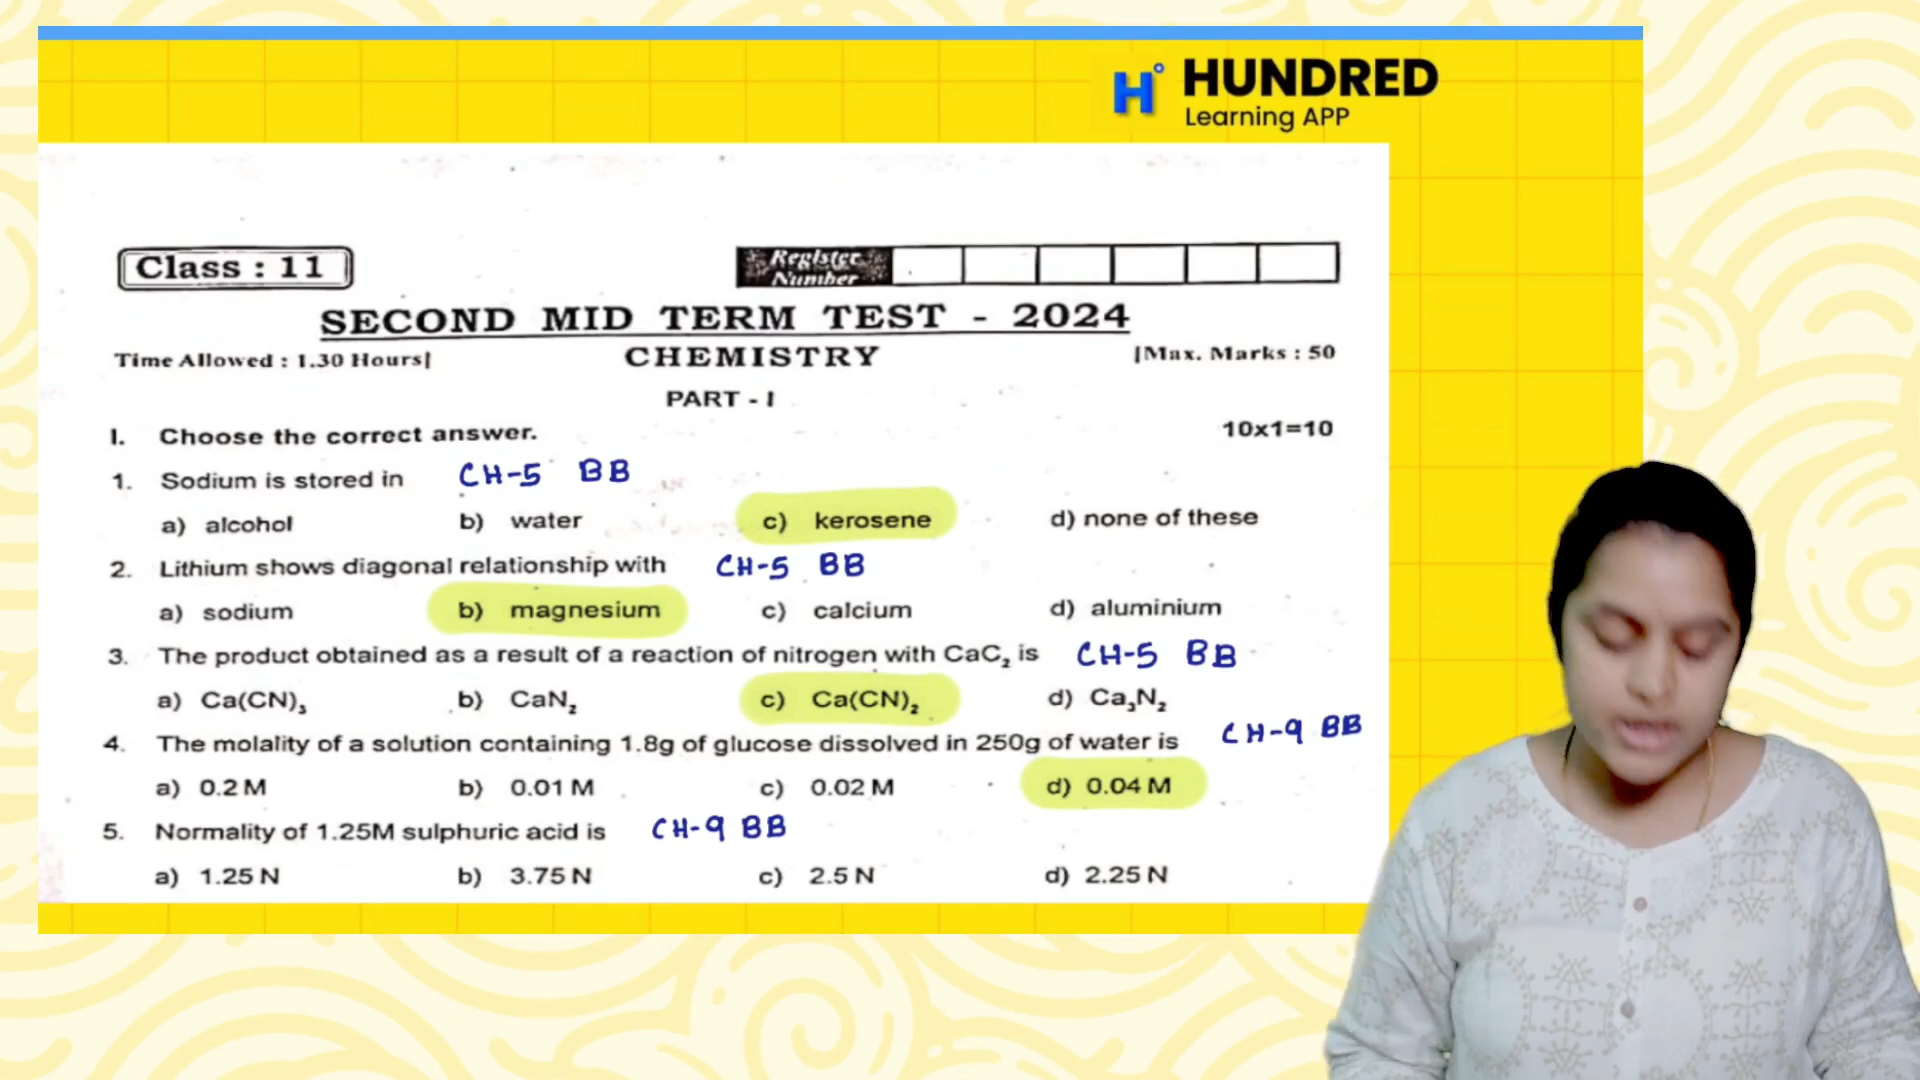 H° HUNDRED
Learning APP
Class : 11
Register Number
SECOND MID TERM TEST - 2024
Time Allowed : 1.30 Hours] CHEMISTRY [Max. Marks : 50
PART - I
I. Choose the correct answer. 10x1=10
1. Sodium is stored in CH-5 BB
a) alcohol b) water c) kerosene d) none of these
2. Lithium shows diagonal relationship with CH-5 BB
a) sodium b) magnesium c) calcium d) aluminium
3. The product obtained as a result of a reaction of nitrogen with CaC₂ is CH-5 BB
a) Ca(CN)₃ b) CaN₂ c) Ca(CN)₂ d) Ca₃N₂
4. The molality of a solution containing 1.8g of glucose dissolved in 250g of water is CH-9 BB
a) 0.2 M b) 0.01 M c) 0.02 M d) 0.04 M
5. Normality of 1.25M sulphuric acid is CH-9 BB
a) 1.25 N b) 3.75 N c) 2.5 N d) 2.25 N